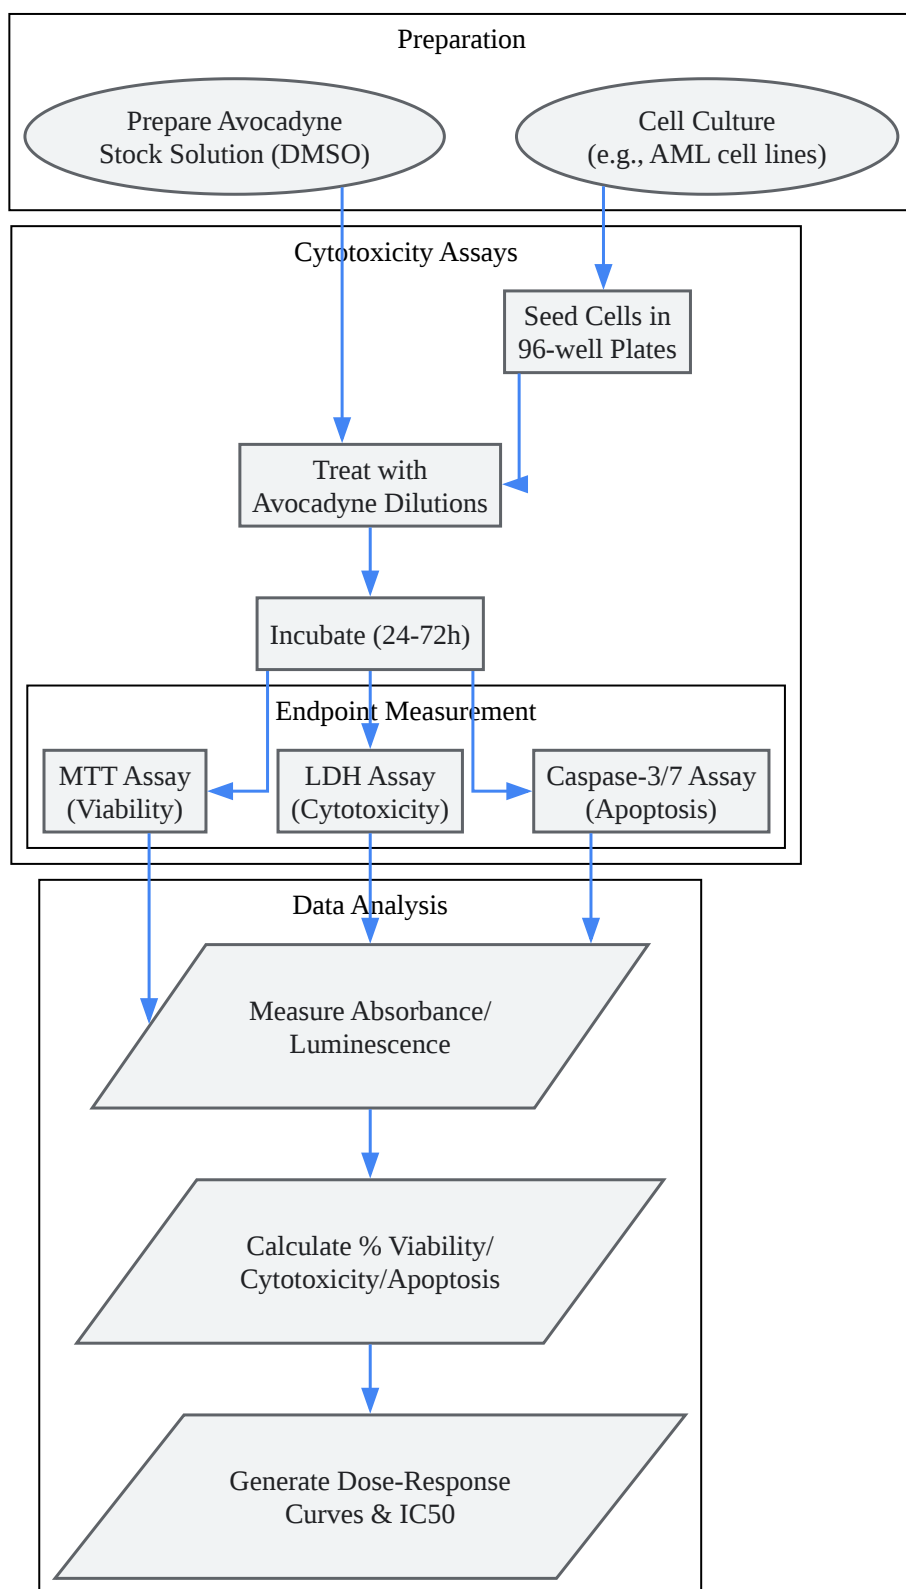 Preparation
Prepare Avocadyne
Stock Solution (DMSO)
Cell Culture
(e.g., AML cell lines)
Cytotoxicity Assays
Seed Cells in
96-well Plates
Treat with
Avocadyne Dilutions
Incubate (24-72h)
Endpoint Measurement
MTT Assay
(Viability)
LDH Assay
(Cytotoxicity)
Caspase-3/7 Assay
(Apoptosis)
Data Analysis
Measure Absorbance/
Luminescence
Calculate % Viability/
Cytotoxicity/Apoptosis
Generate Dose-Response
Curves & IC50